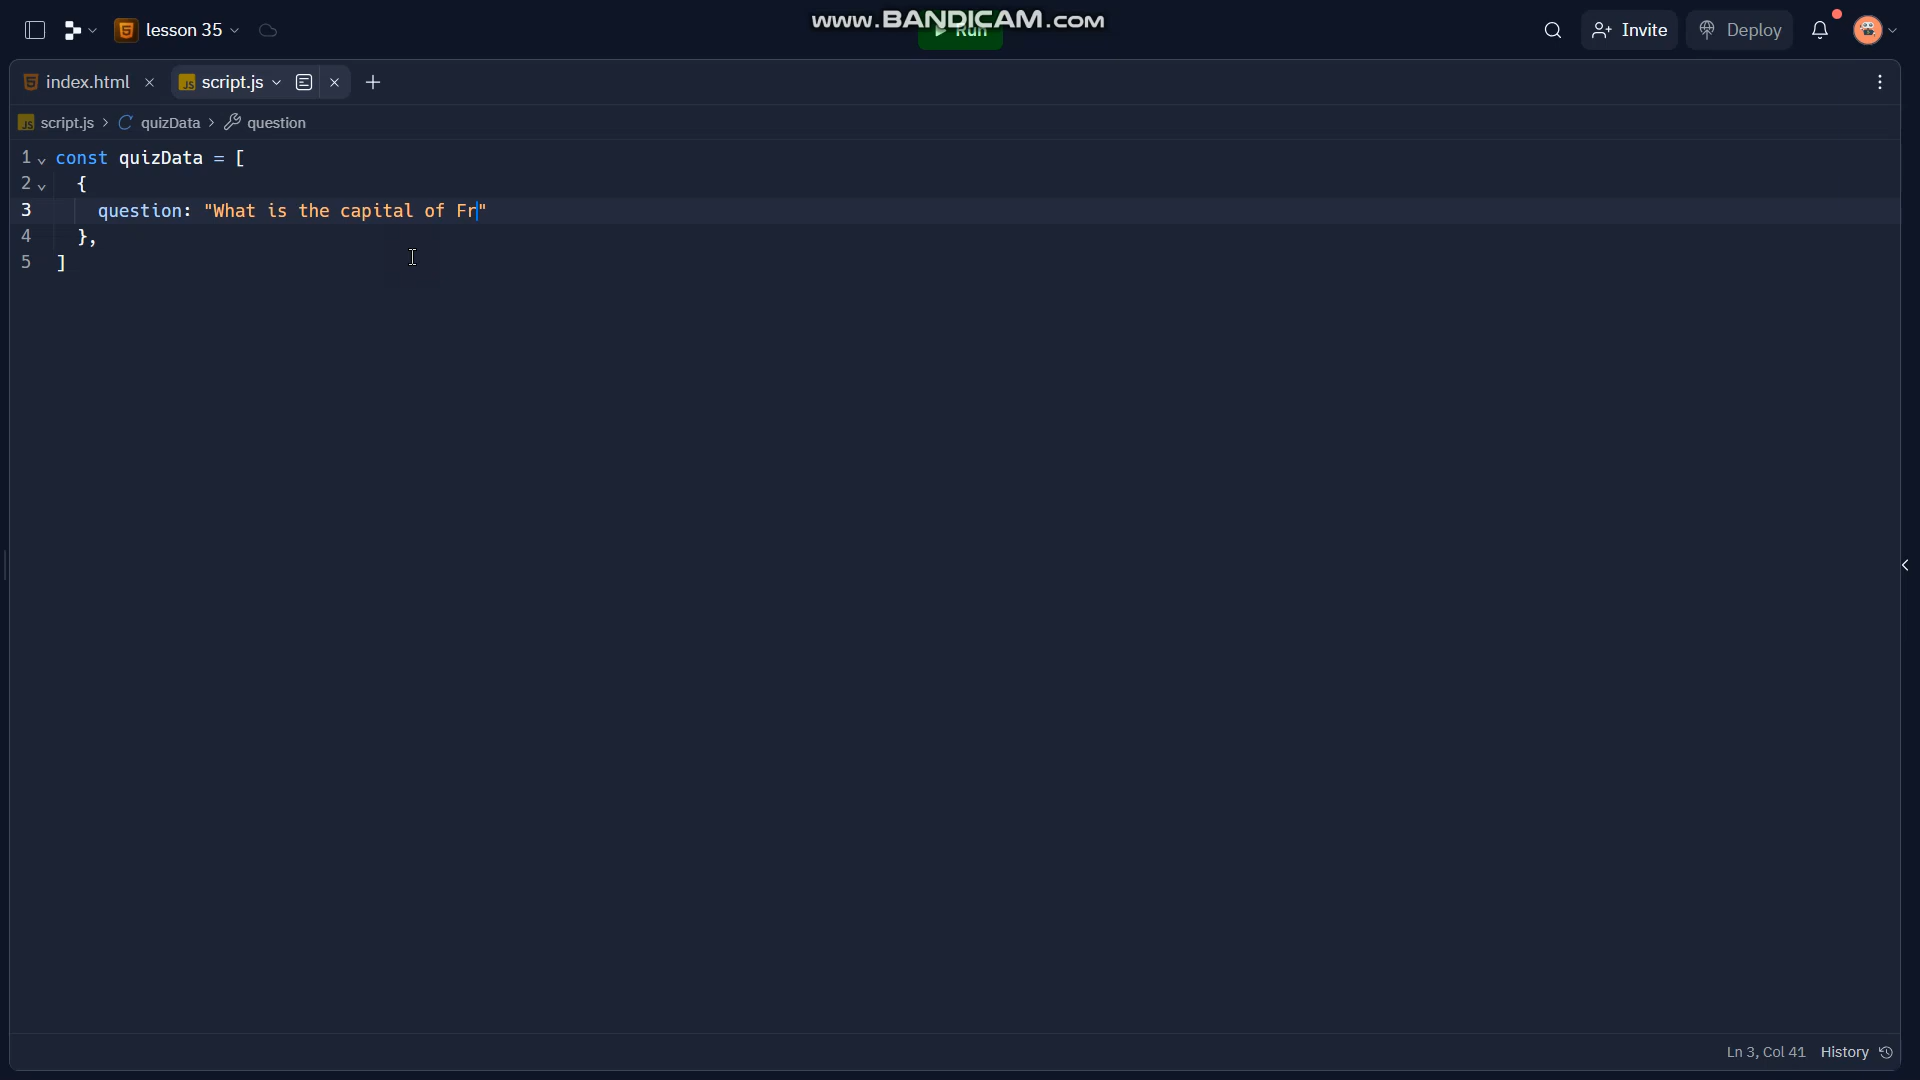 lesson 35
www.BANDICAM.com
Run
Invite
Deploy
index.html
script.js
script.js > quizData > question
1 const quizData = [
2 {
3 question: "What is the capital of Fr"
4 },
5 ]
Ln 3, Col 41 History